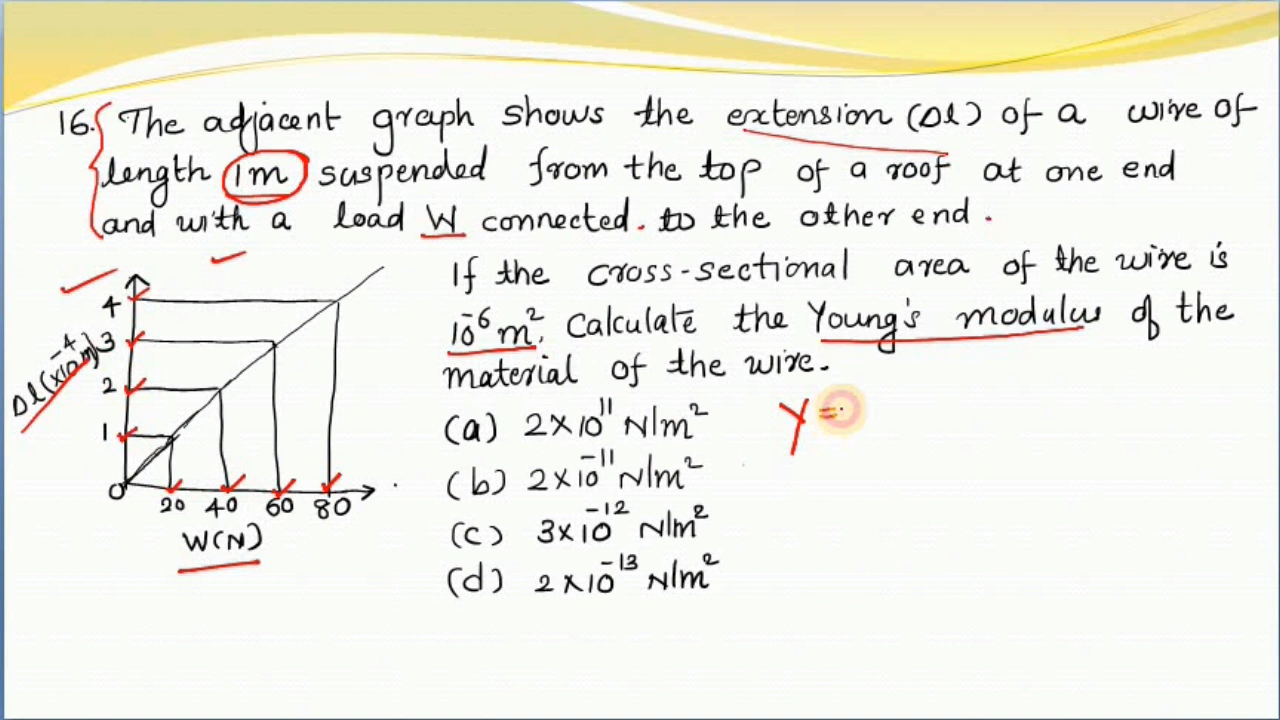 16. The adjacent graph shows the extension (Δl) of a wire of
length 1m suspended from the top of a roof at one end
and with a load W connected. to the other end.
If the cross-sectional area of the wire is
10⁻⁶ m². Calculate the Young's modulus of the
material of the wire.
4
3
2
1
0
Δl(×10⁻⁴m)
20 40 60 80
W(N)
(a) 2×10¹¹ N/m²
(b) 2×10⁻¹¹ N/m²
(c) 3×10⁻¹² N/m²
(d) 2×10⁻¹³ N/m²
Y=